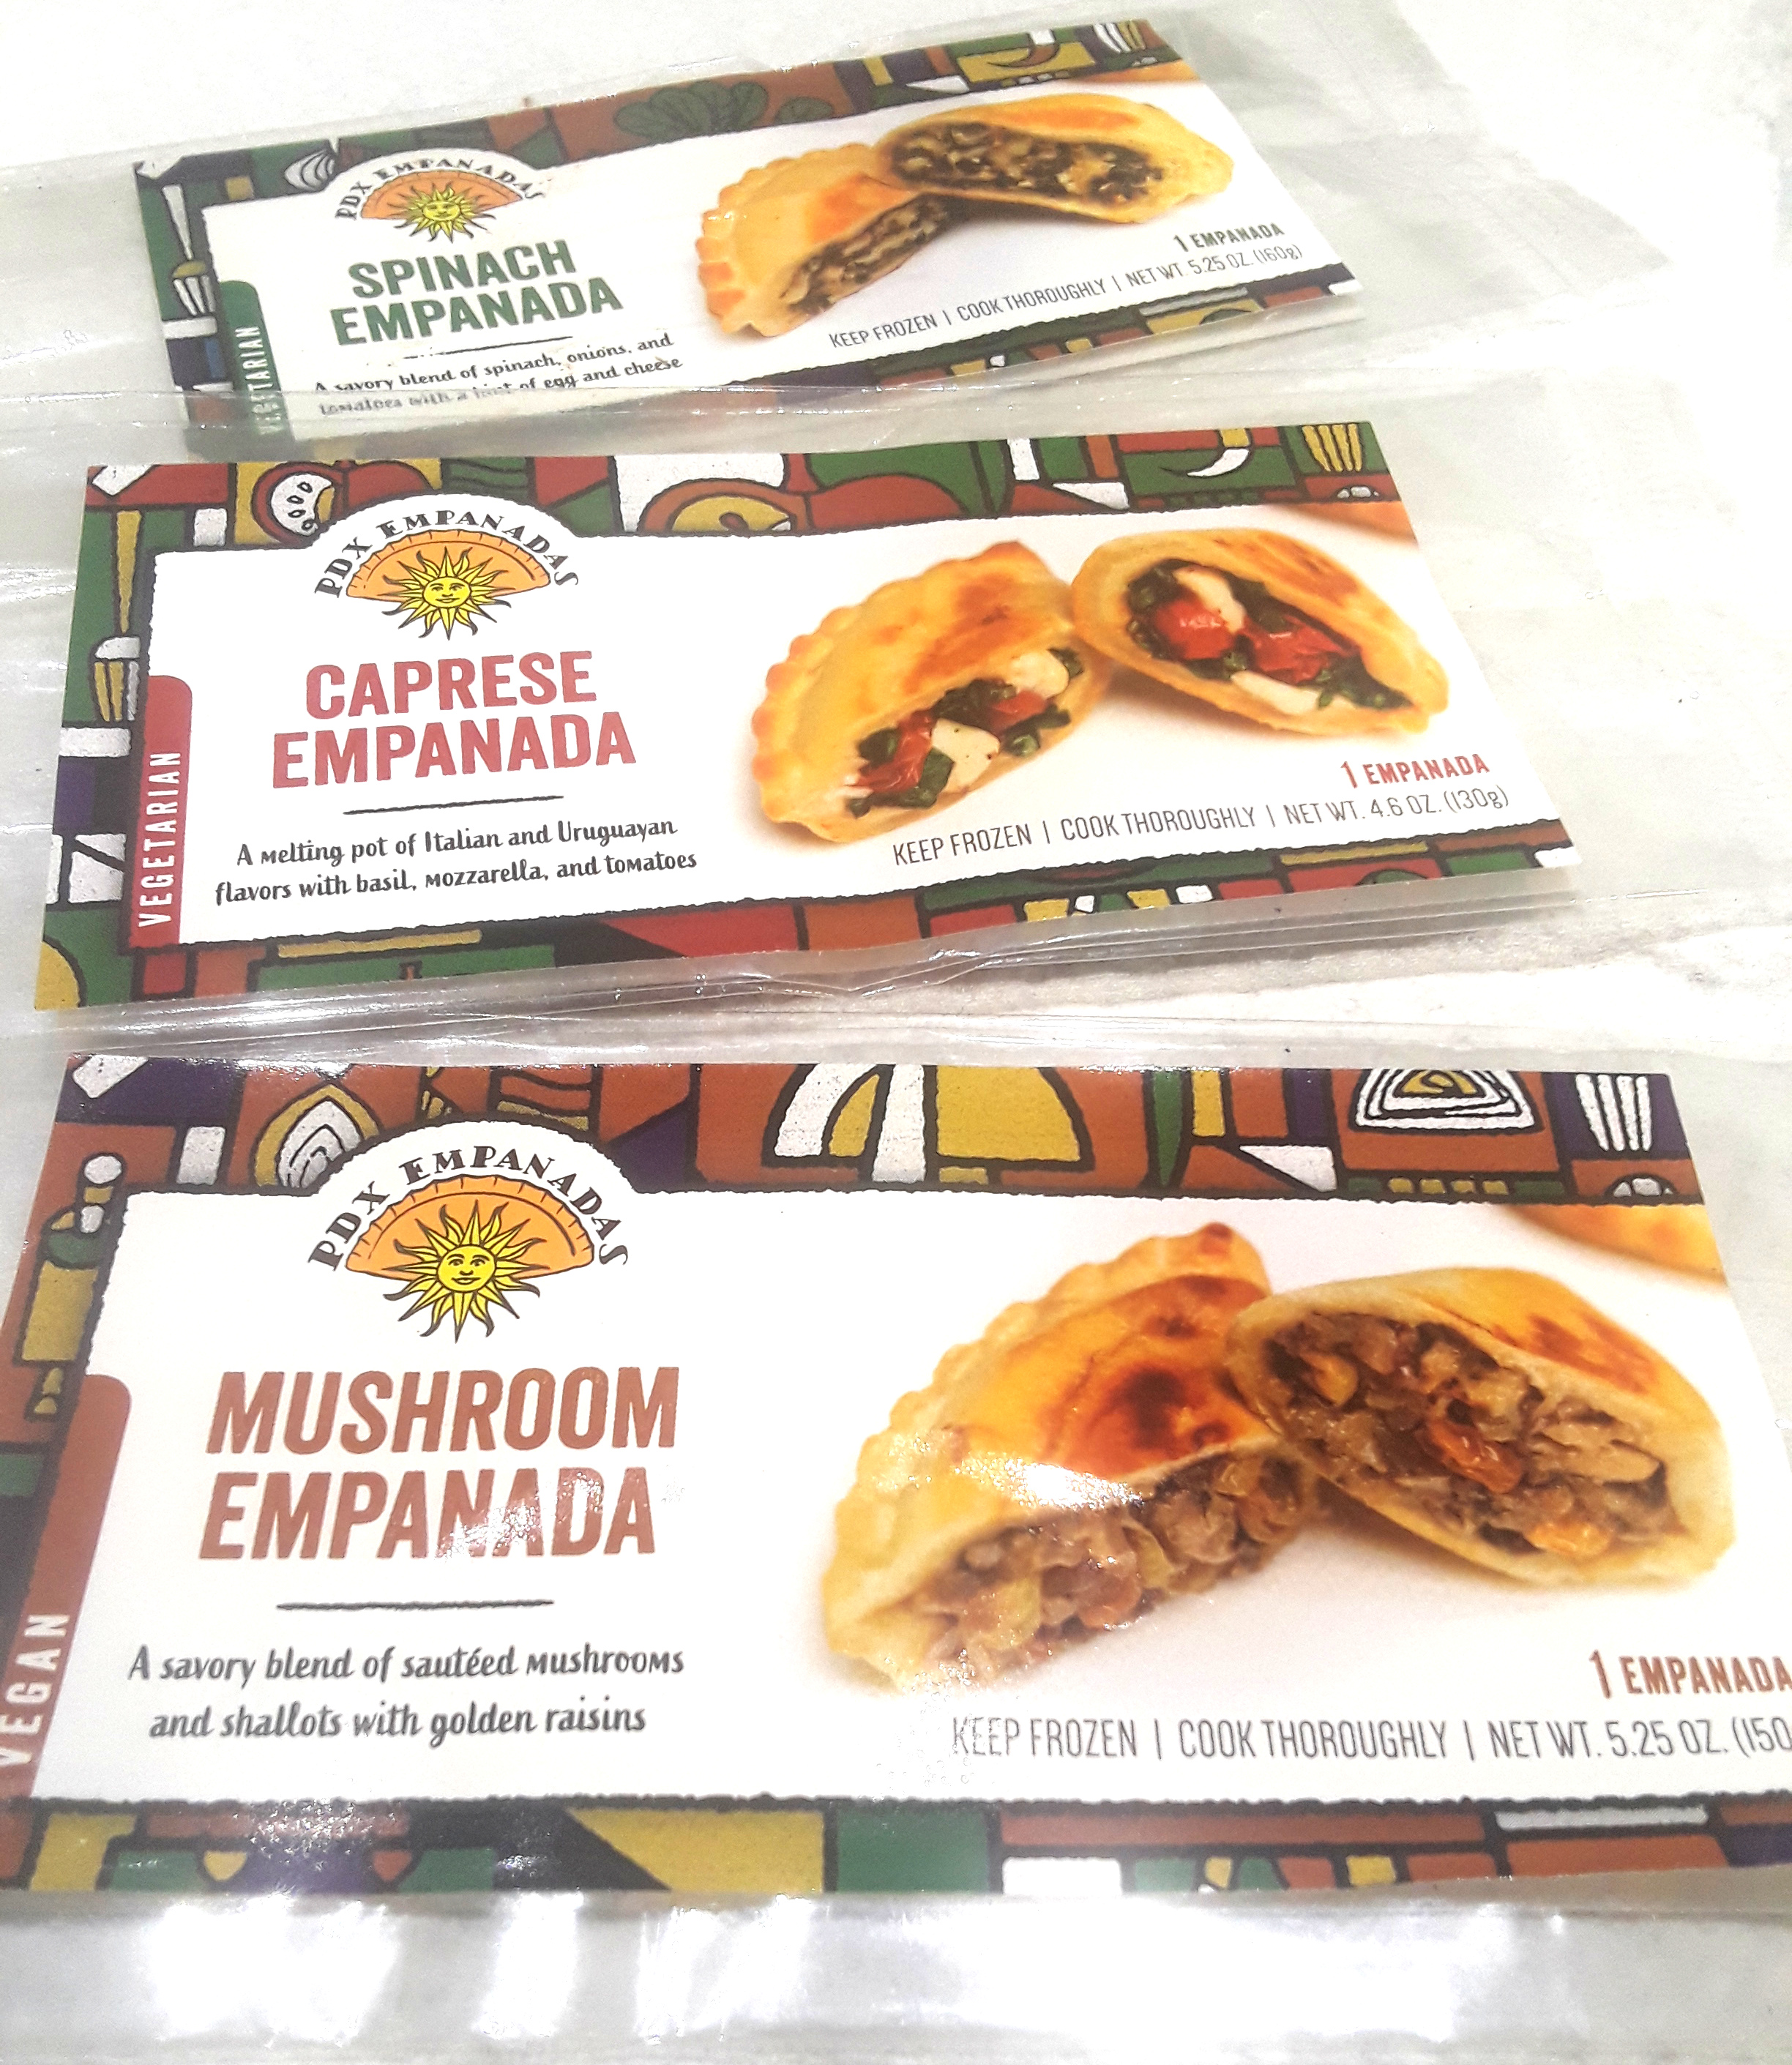 PDX EMPANADAS
SPINACH
EMPANADA
VEGETARIAN
A savory blend of spinach, onions, and
tomatoes with a hint of egg and cheese
1 EMPANADA
KEEP FROZEN | COOK THOROUGHLY | NET WT. 5.25 OZ. (160g)
PDX EMPANADAS
CAPRESE
EMPANADA
VEGETARIAN
A melting pot of Italian and Uruguayan
flavors with basil, mozzarella, and tomatoes
1 EMPANADA
KEEP FROZEN | COOK THOROUGHLY | NET WT. 4.6 OZ. (130g)
PDX EMPANADAS
MUSHROOM
EMPANADA
VEGAN
A savory blend of sautéed mushrooms
and shallots with golden raisins
1 EMPANADA
KEEP FROZEN | COOK THOROUGHLY | NET WT. 5.25 OZ. (150